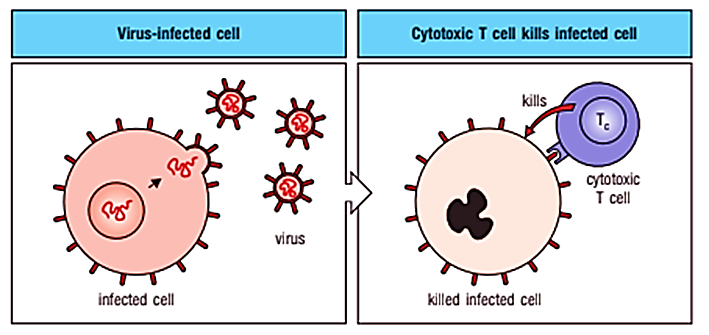 Virus-infected cell
Cytotoxic T cell kills infected cell
virus
infected cell
kills
Tc
cytotoxic
T cell
killed infected cell